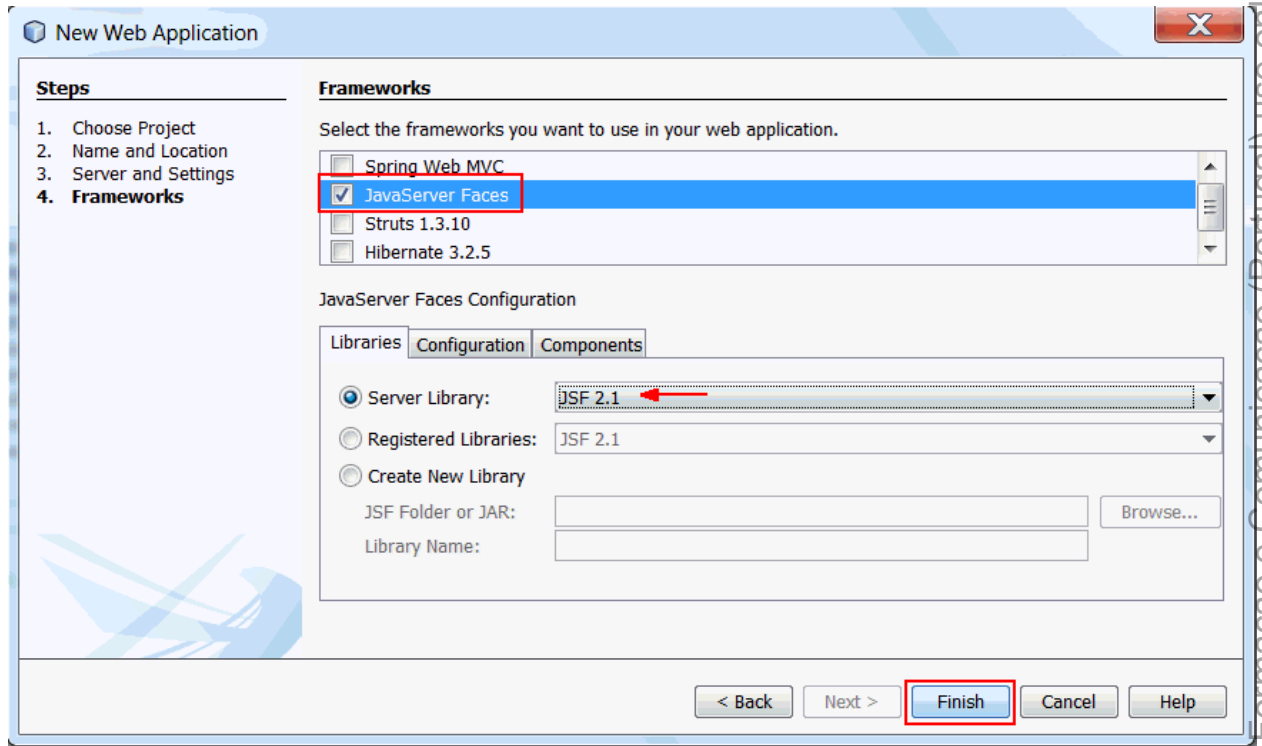 New Web Application
Steps
1. Choose Project
2. Name and Location
3. Server and Settings
4. Frameworks
Frameworks
Select the frameworks you want to use in your web application.
Spring Web MVC
JavaServer Faces
Struts 1.3.10
Hibernate 3.2.5
JavaServer Faces Configuration
Libraries Configuration Components
Server Library: JSF 2.1
Registered Libraries: JSF 2.1
Create New Library
JSF Folder or JAR: Browse...
Library Name:
< Back Next > Finish Cancel Help